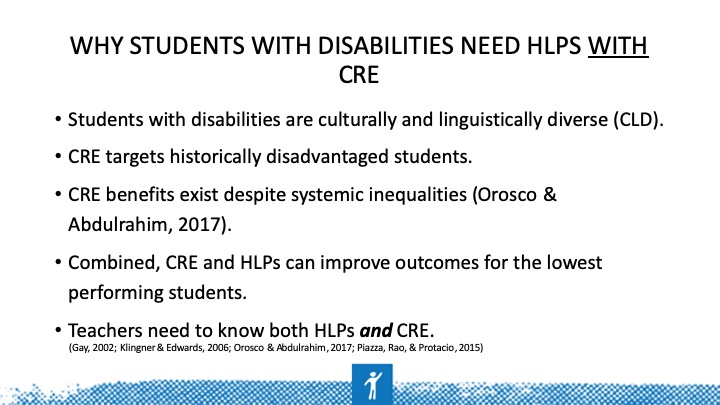 WHY STUDENTS WITH DISABILITIES NEED HLPS WITH
CRE
• Students with disabilities are culturally and linguistically diverse (CLD).
• CRE targets historically disadvantaged students.
• CRE benefits exist despite systemic inequalities (Orosco &
Abdulrahim, 2017).
• Combined, CRE and HLPs can improve outcomes for the lowest
performing students.
• Teachers need to know both HLPs and CRE.
(Gay, 2002; Klingner & Edwards, 2006; Orosco & Abdulrahim, 2017; Piazza, Rao, & Protacio, 2015)